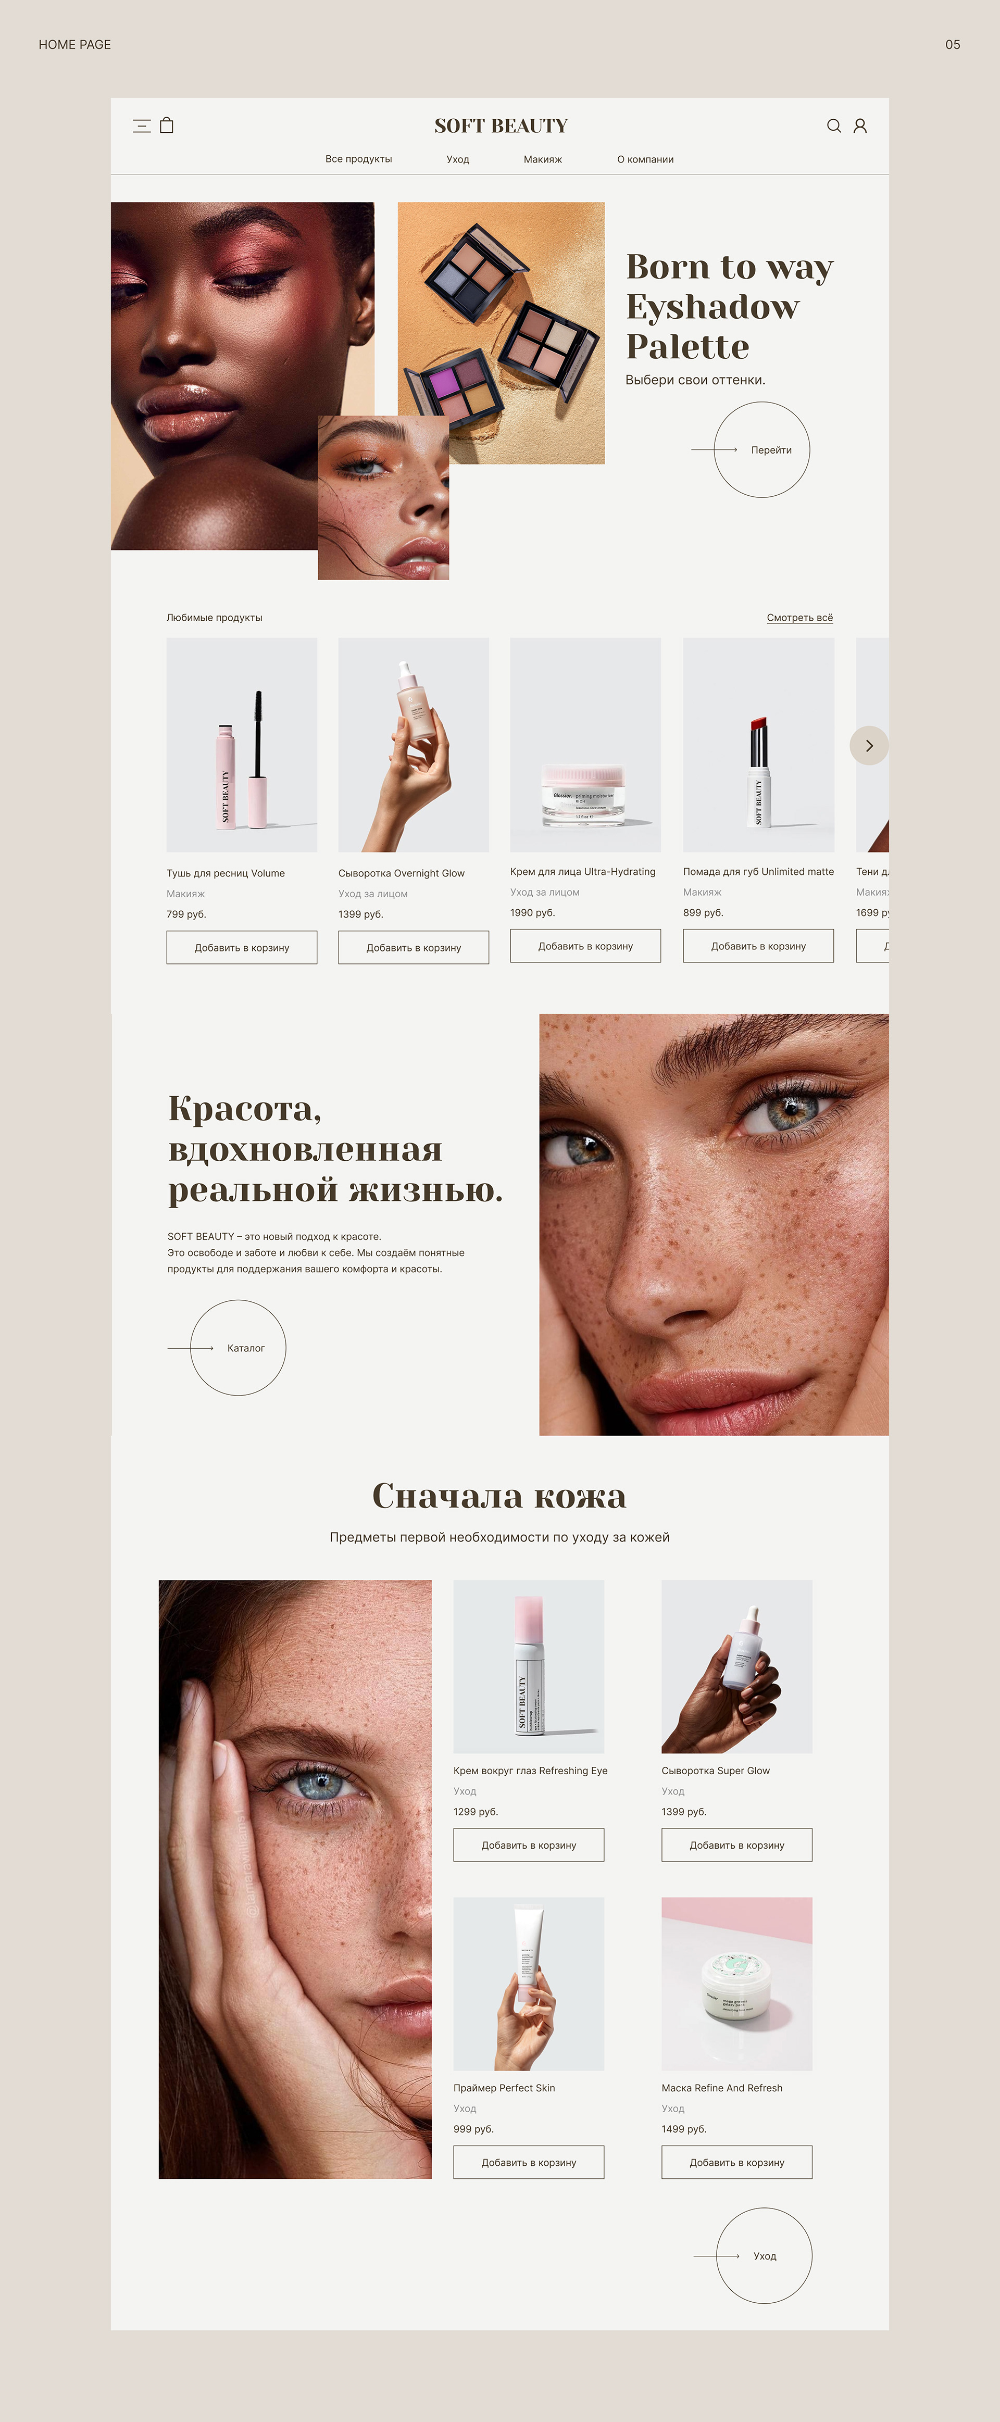 HOME PAGE
05
SOFT BEAUTY
Все продукты
Уход
Макияж
О компании
Born to way
Eyshadow
Palette
Выбери свои оттенки.
Перейти
Любимые продукты
Смотреть всё
SOFT BEAUTY
Glossier.
SOFT BEAUTY
Тушь для ресниц Volume
Макияж
799 руб.
Добавить в корзину
Сыворотка Overnight Glow
Уход за лицом
1399 руб.
Добавить в корзину
Крем для лица Ultra-Hydrating
Уход за лицом
1990 руб.
Добавить в корзину
Помада для губ Unlimited matte
Макияж
899 руб.
Добавить в корзину
Тени
1699
Красота,
вдохновленная
реальной жизнью.
SOFT BEAUTY – это новый подход к красоте.
Это освободе и заботе и любви к себе. Мы создаём понятные
продукты для поддержания вашего комфорта и красоты.
Каталог
Сначала кожа
Предметы первой необходимости по уходу за кожей
SOFT BEAUTY
Крем вокруг глаз Refreshing Eye
Уход
1299 руб.
Добавить в корзину
Сыворотка Super Glow
Уход
1399 руб.
Добавить в корзину
Праймер Perfect Skin
Уход
999 руб.
Добавить в корзину
Маска Refine And Refresh
Уход
1499 руб.
Добавить в корзину
Уход